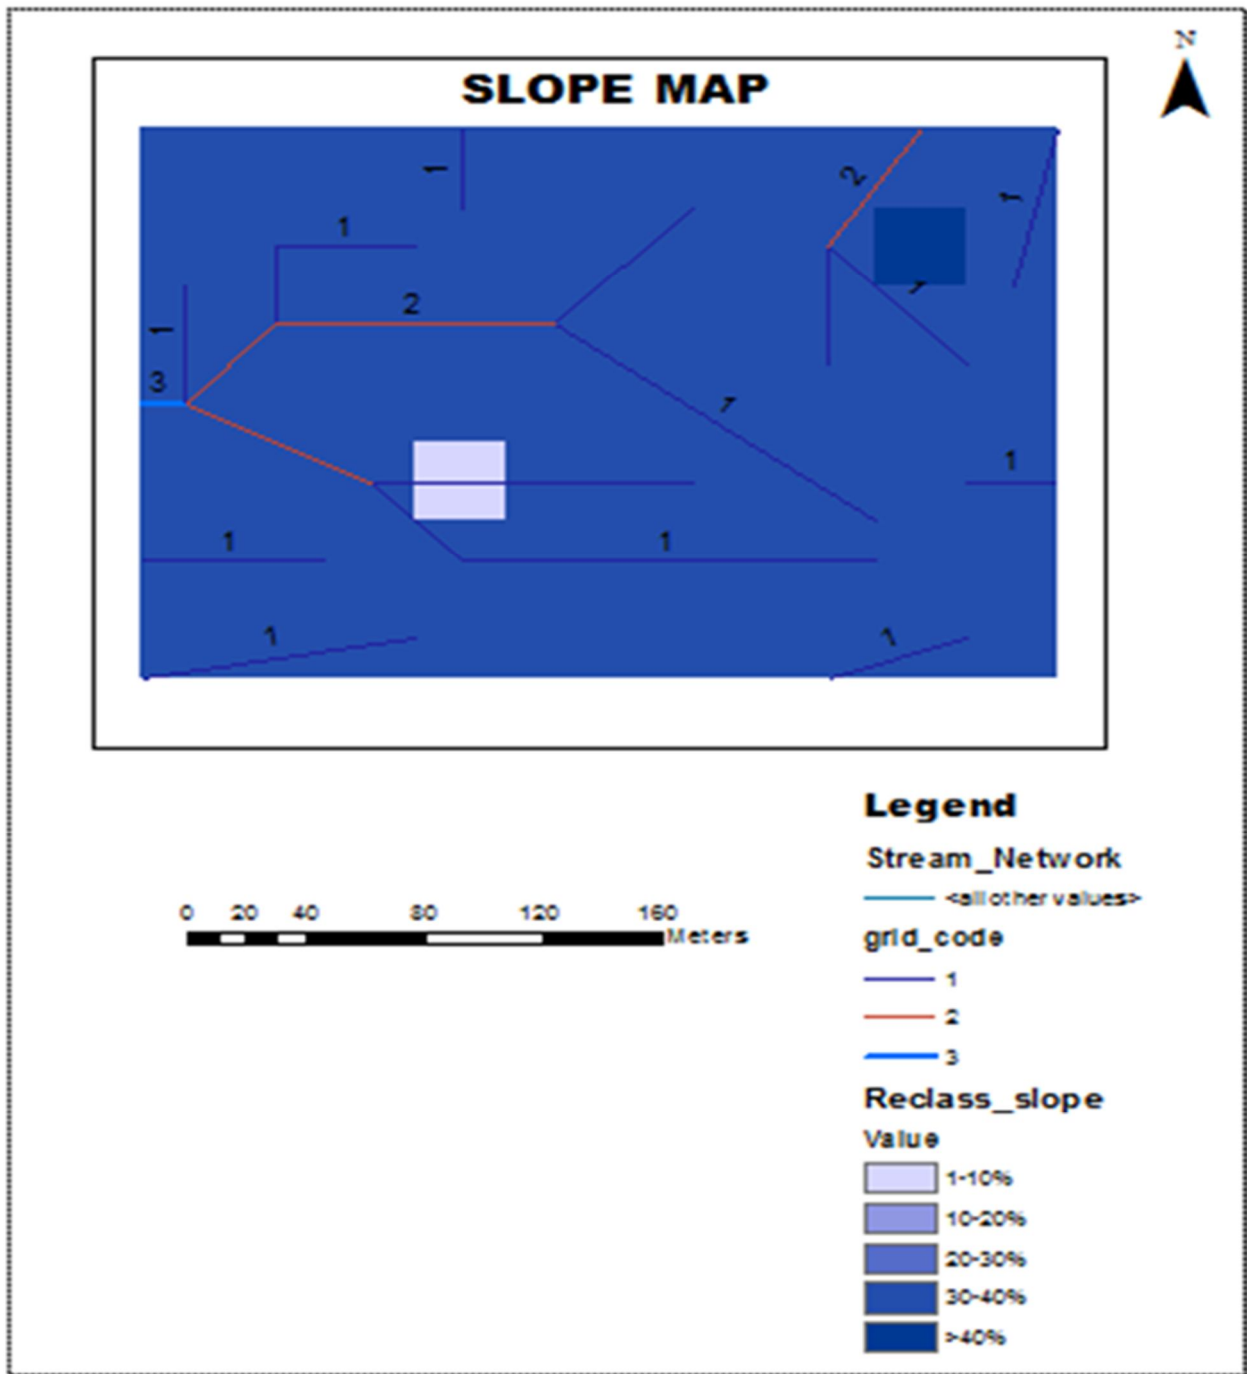 N
SLOPE MAP
1
2
1
1
2
1
1
3
1
1
1
1
1
1
Legend
Stream_Network
<all other values>
0 20 40 80 120 160
Meters
grid_code
1
2
3
Reclass_slope
Value
1-10%
10-20%
20-30%
30-40%
>40%